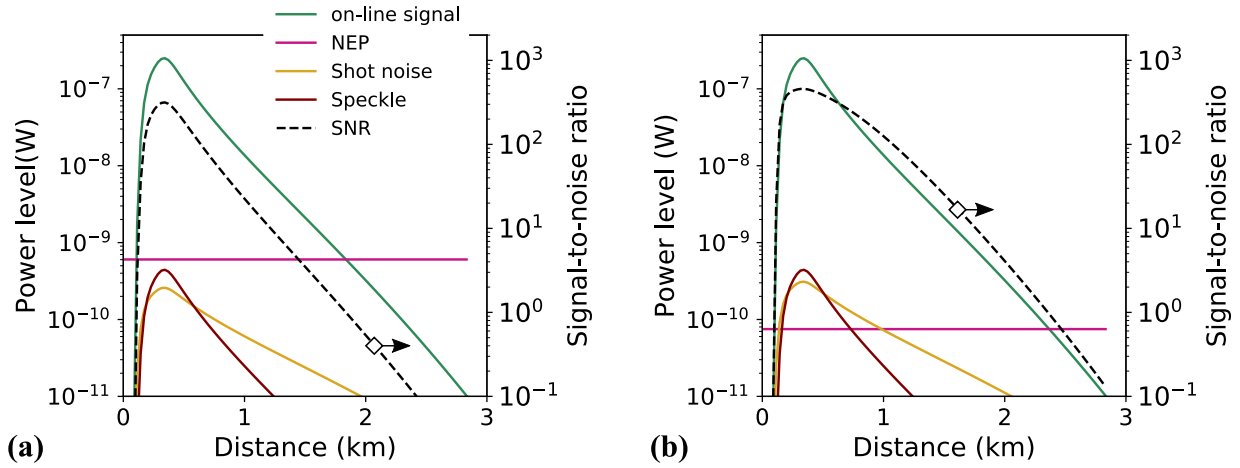 on-line signal
NEP
Shot noise
Speckle
SNR
Power level(W)
10⁻⁷
10⁻⁸
10⁻⁹
10⁻¹⁰
10⁻¹¹
0 1 2 3
Distance (km)
10³
10²
10¹
10⁰
10⁻¹
Signal-to-noise ratio
(a)
Power level (W)
10⁻⁷
10⁻⁸
10⁻⁹
10⁻¹⁰
10⁻¹¹
0 1 2 3
Distance (km)
10³
10²
10¹
10⁰
10⁻¹
Signal-to-noise ratio
(b)